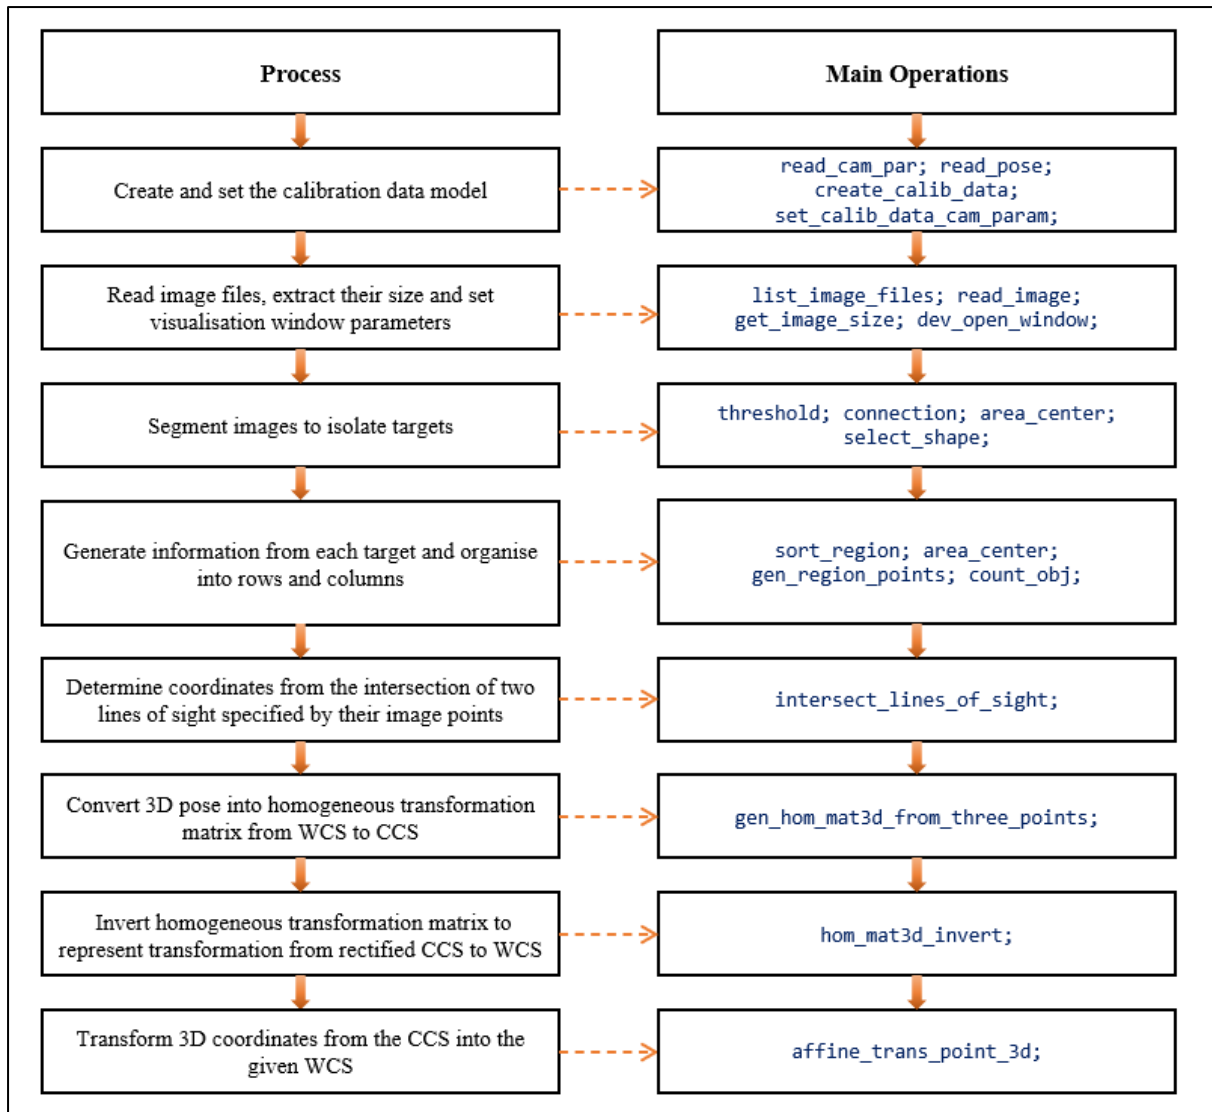 Process
Main Operations
Create and set the calibration data model
read_cam_par; read_pose;
create_calib_data;
set_calib_data_cam_param;
Read image files, extract their size and set
visualisation window parameters
list_image_files; read_image;
get_image_size; dev_open_window;
Segment images to isolate targets
threshold; connection; area_center;
select_shape;
Generate information from each target and organise
into rows and columns
sort_region; area_center;
gen_region_points; count_obj;
Determine coordinates from the intersection of two
lines of sight specified by their image points
intersect_lines_of_sight;
Convert 3D pose into homogeneous transformation
matrix from WCS to CCS
gen_hom_mat3d_from_three_points;
Invert homogeneous transformation matrix to
represent transformation from rectified CCS to WCS
hom_mat3d_invert;
Transform 3D coordinates from the CCS into the
given WCS
affine_trans_point_3d;